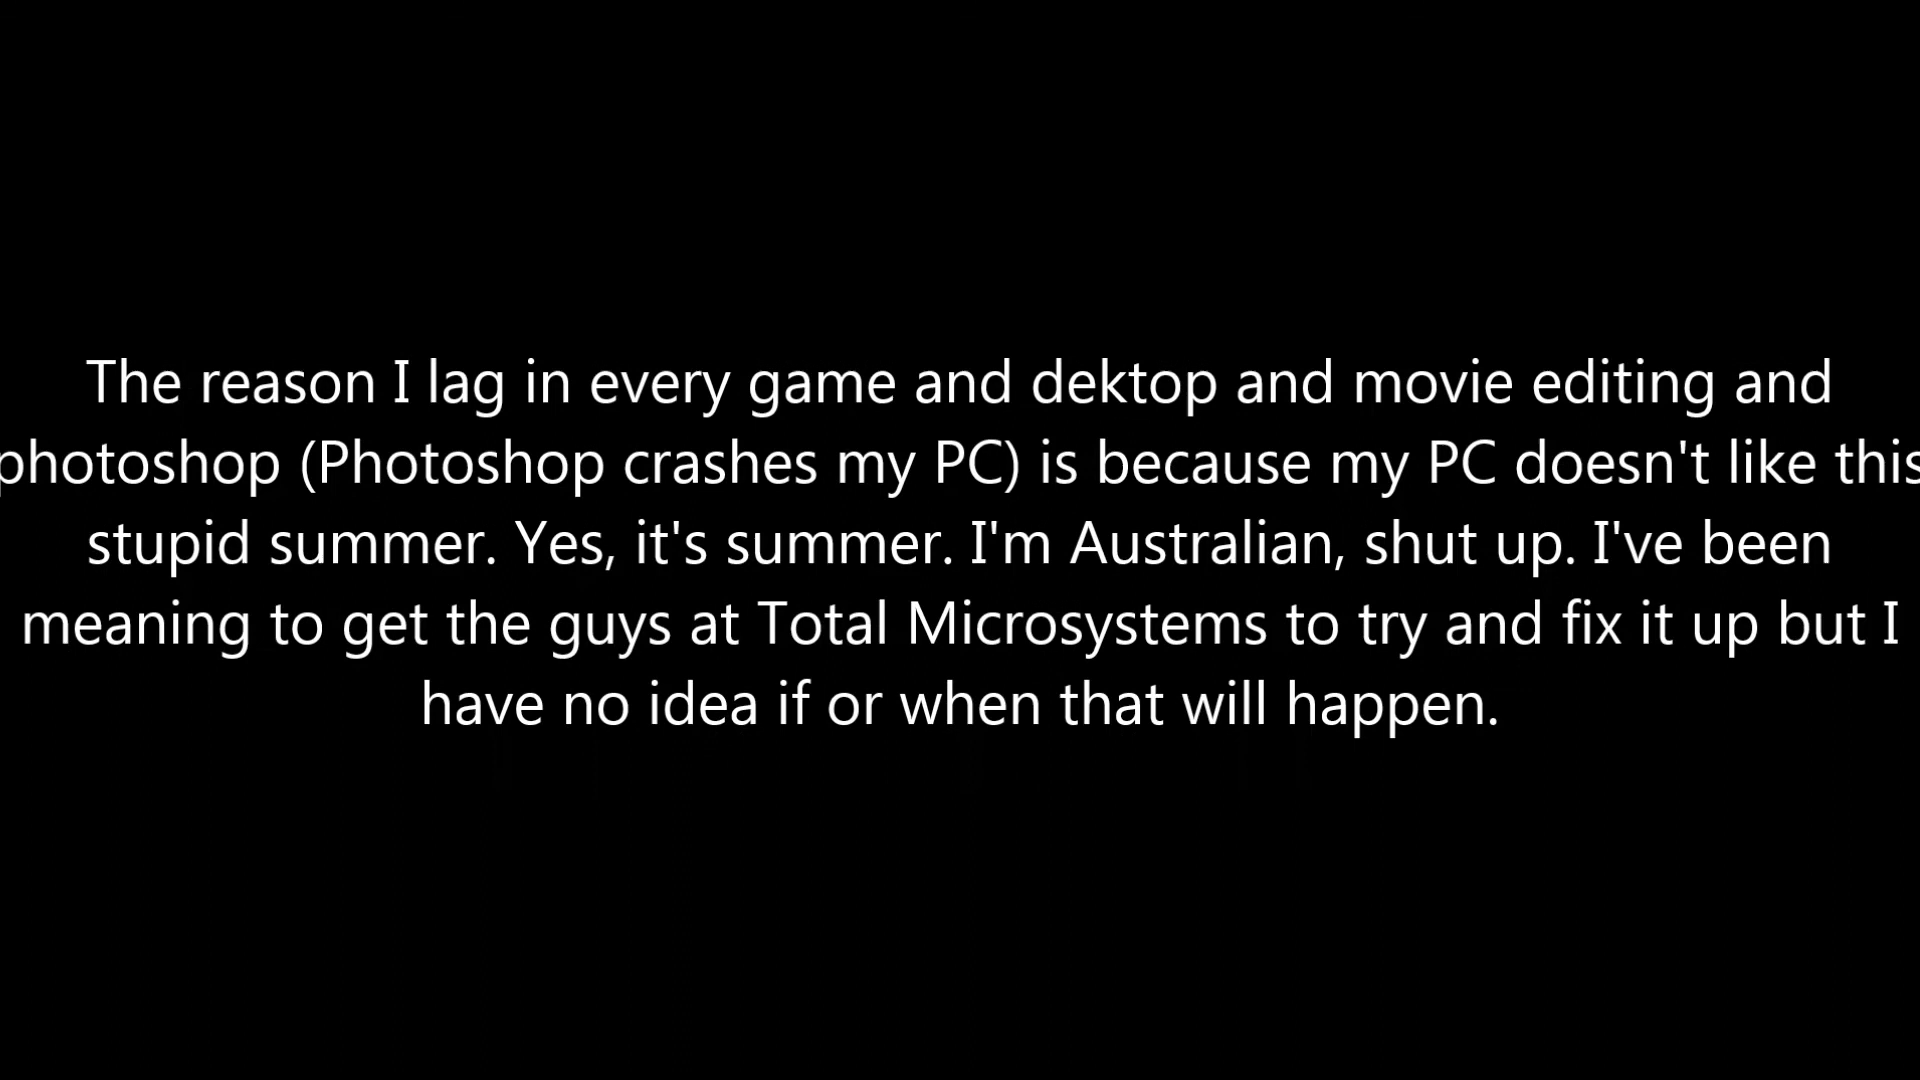 The reason I lag in every game and dektop and movie editing and
photoshop (Photoshop crashes my PC) is because my PC doesn't like this
stupid summer. Yes, it's summer. I'm Australian, shut up. I've been
meaning to get the guys at Total Microsystems to try and fix it up but I
have no idea if or when that will happen.